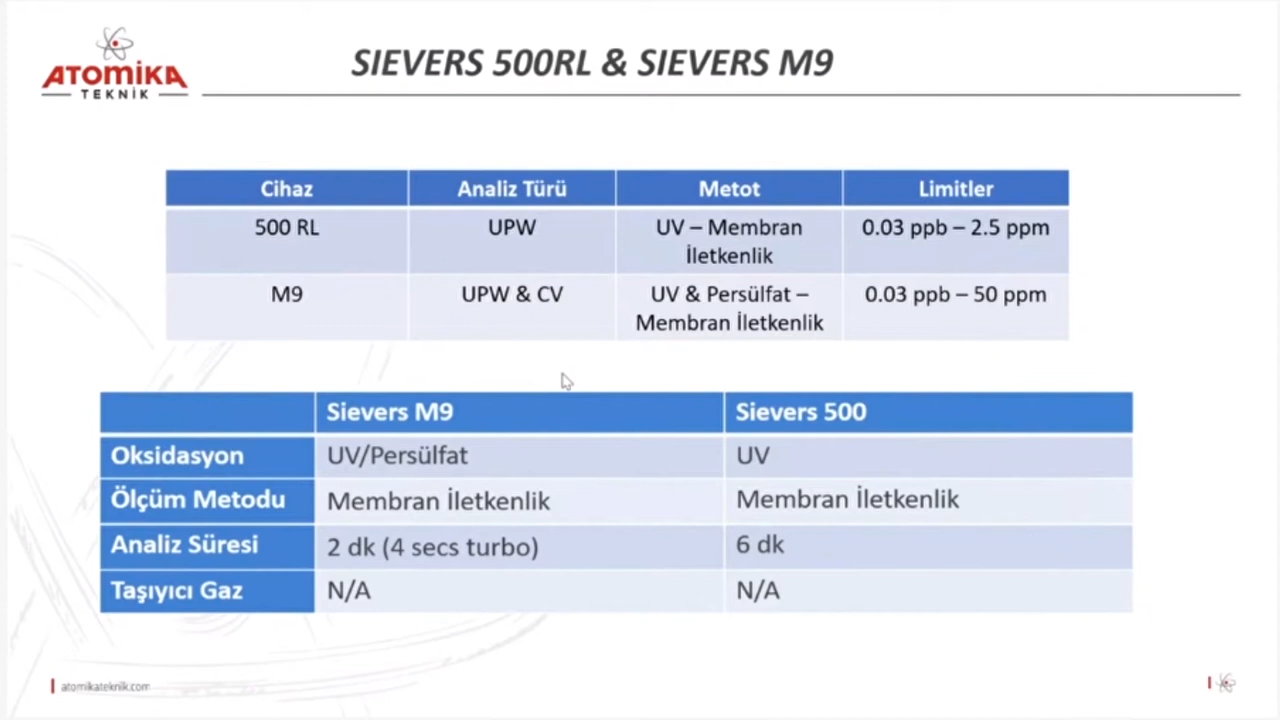 ATOMİKA
TEKNİK
SIEVERS 500RL & SIEVERS M9
Cihaz Analiz Türü Metot Limitler
500 RL UPW UV – Membran İletkenlik 0.03 ppb – 2.5 ppm
M9 UPW & CV UV & Persülfat – Membran İletkenlik 0.03 ppb – 50 ppm
Sievers M9 Sievers 500
Oksidasyon UV/Persülfat UV
Ölçüm Metodu Membran İletkenlik Membran İletkenlik
Analiz Süresi 2 dk (4 secs turbo) 6 dk
Taşıyıcı Gaz N/A N/A
atomikateknik.com